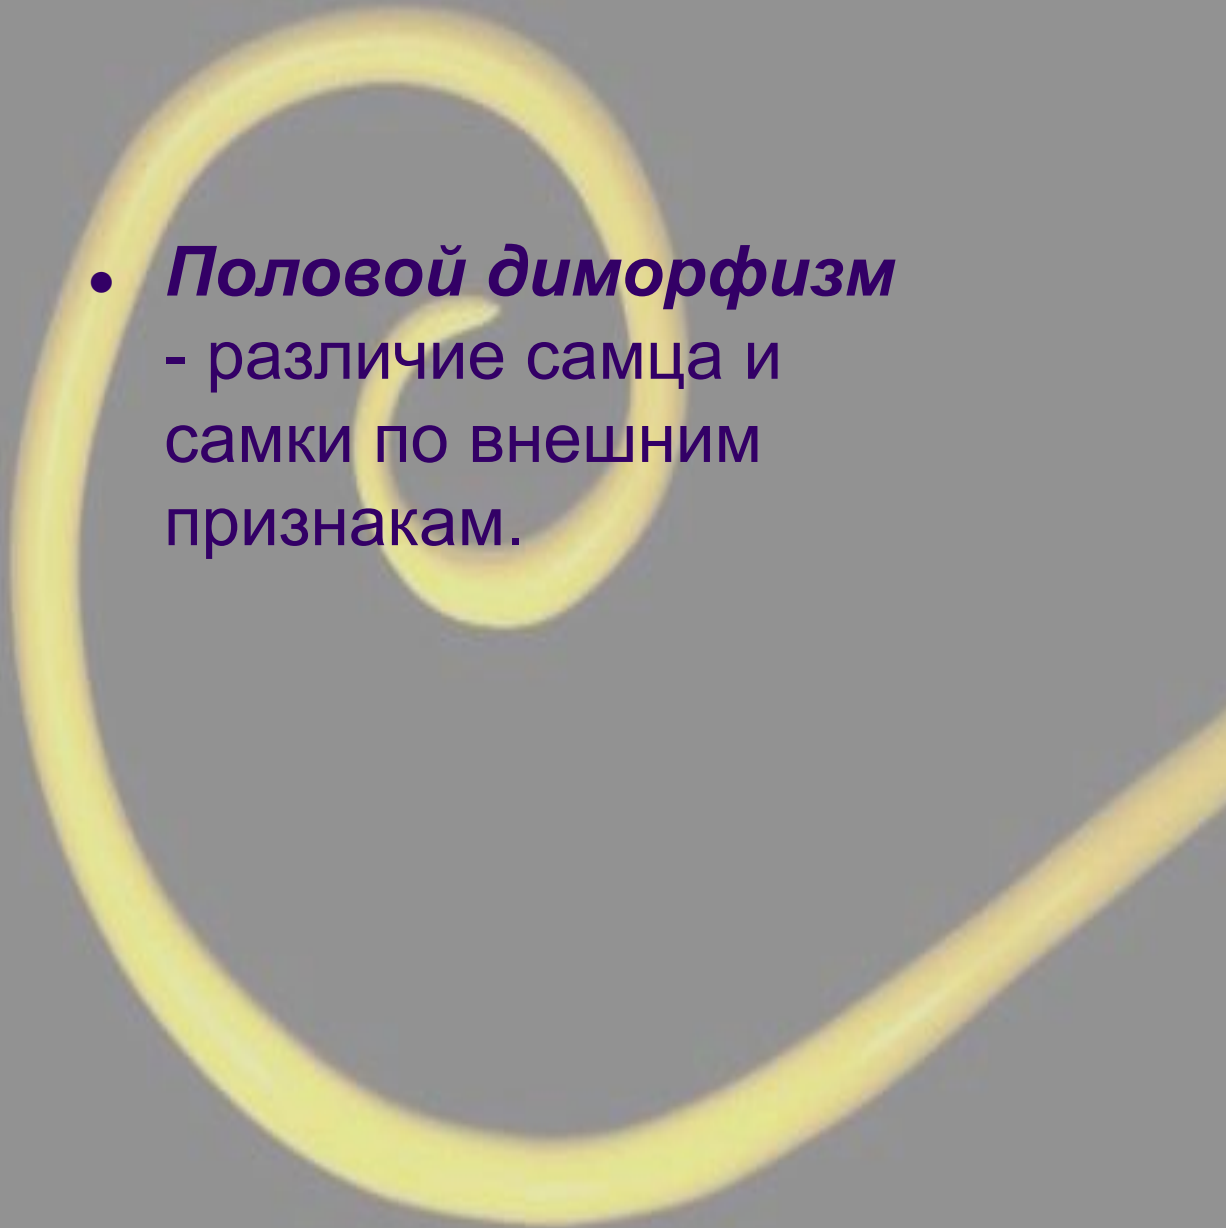 • Половой диморфизм
- различие самца и
самки по внешним
признакам.